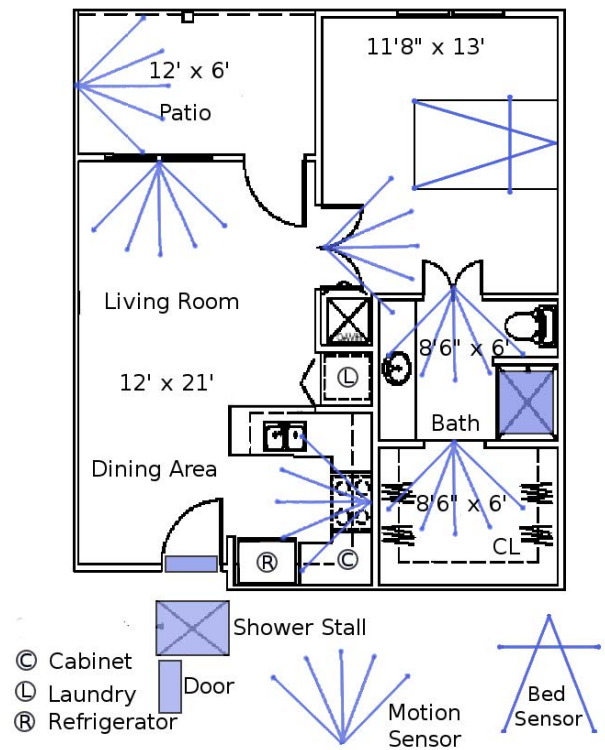 11'8" x 13'
12' x 6'
Patio
Living Room
8'6" x 6'
12' x 21'
L
Bath
Dining Area
8'6" x 6'
CL
R
C
Shower Stall
C Cabinet
Door
L Laundry
R Refrigerator
Motion
Sensor
Bed
Sensor